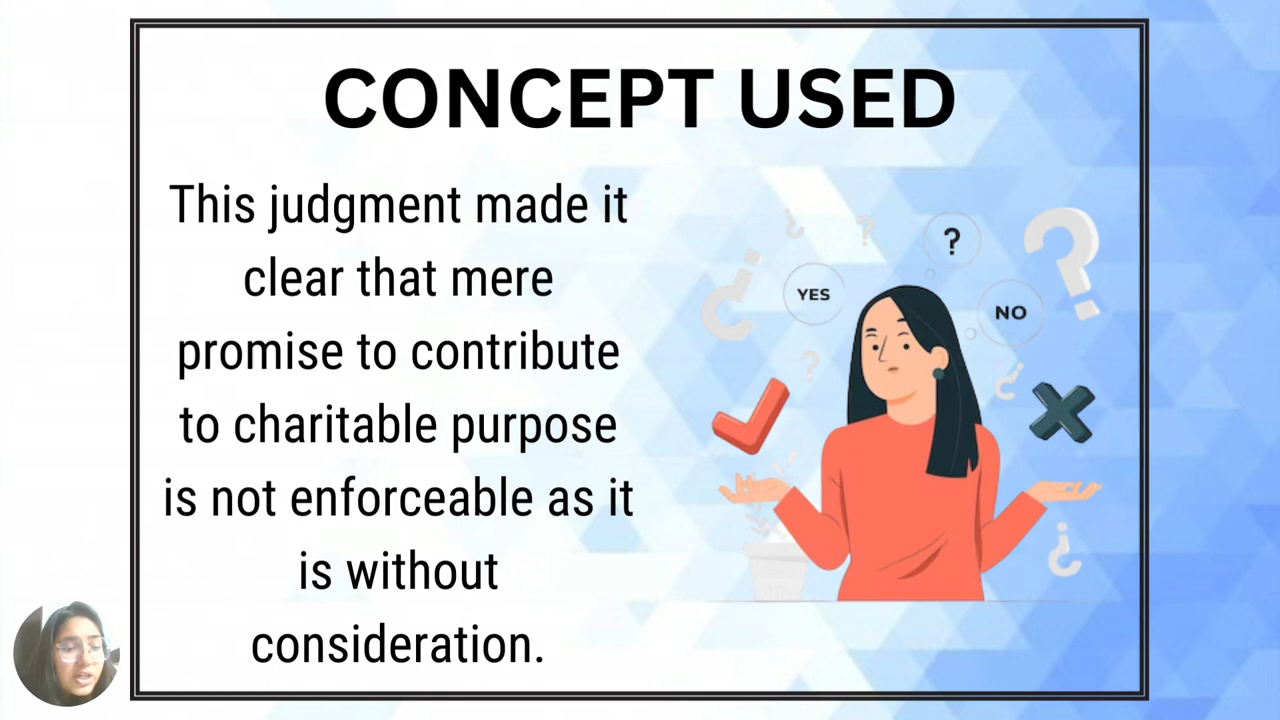 CONCEPT USED
This judgment made it
clear that mere
promise to contribute
to charitable purpose
is not enforceable as it
is without
consideration.
?
YES
NO